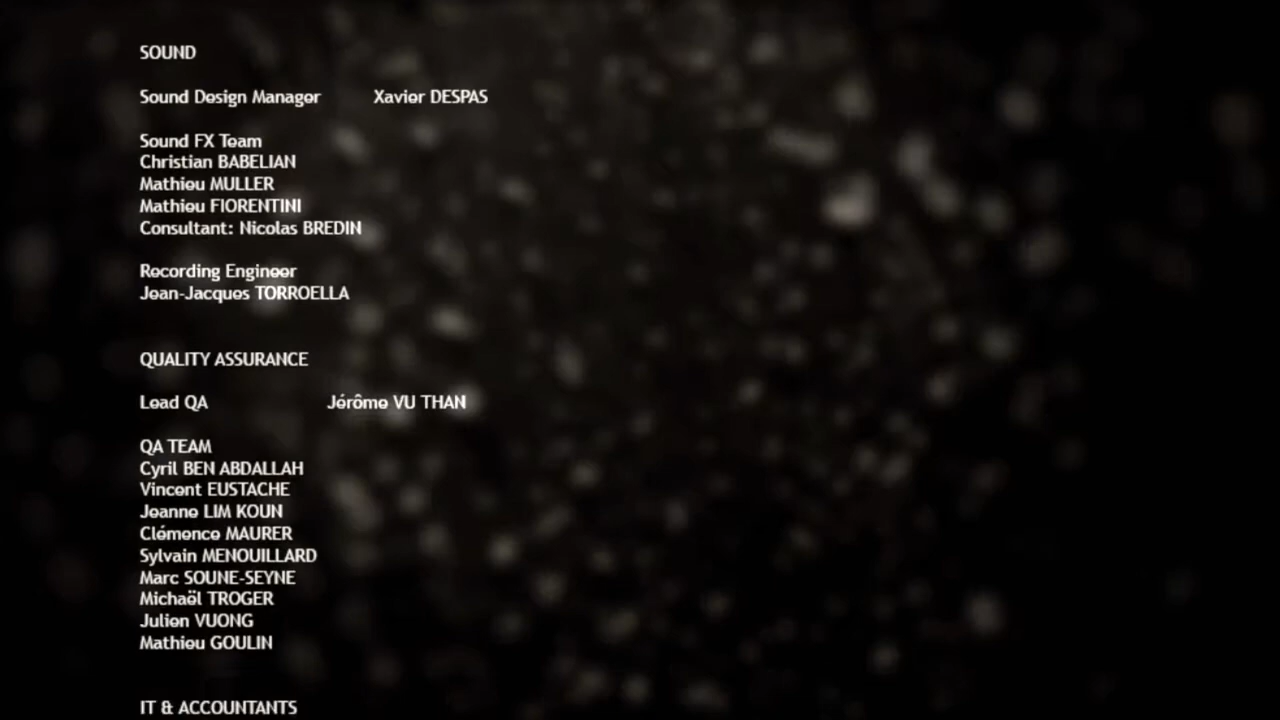 SOUND
Sound Design Manager Xavier DESPAS
Sound FX Team
Christian BABELIAN
Mathieu MULLER
Mathieu FIORENTINI
Consultant: Nicolas BREDIN
Recording Engineer
Jean-Jacques TORROELLA
QUALITY ASSURANCE
Lead QA Jérôme VU THAN
QA TEAM
Cyril BEN ABDALLAH
Vincent EUSTACHE
Jeanne LIM KOUN
Clémence MAURER
Sylvain MENOUILLARD
Marc SOUNE-SEYNE
Michaël TROGER
Julien VUONG
Mathieu GOULIN
IT & ACCOUNTANTS